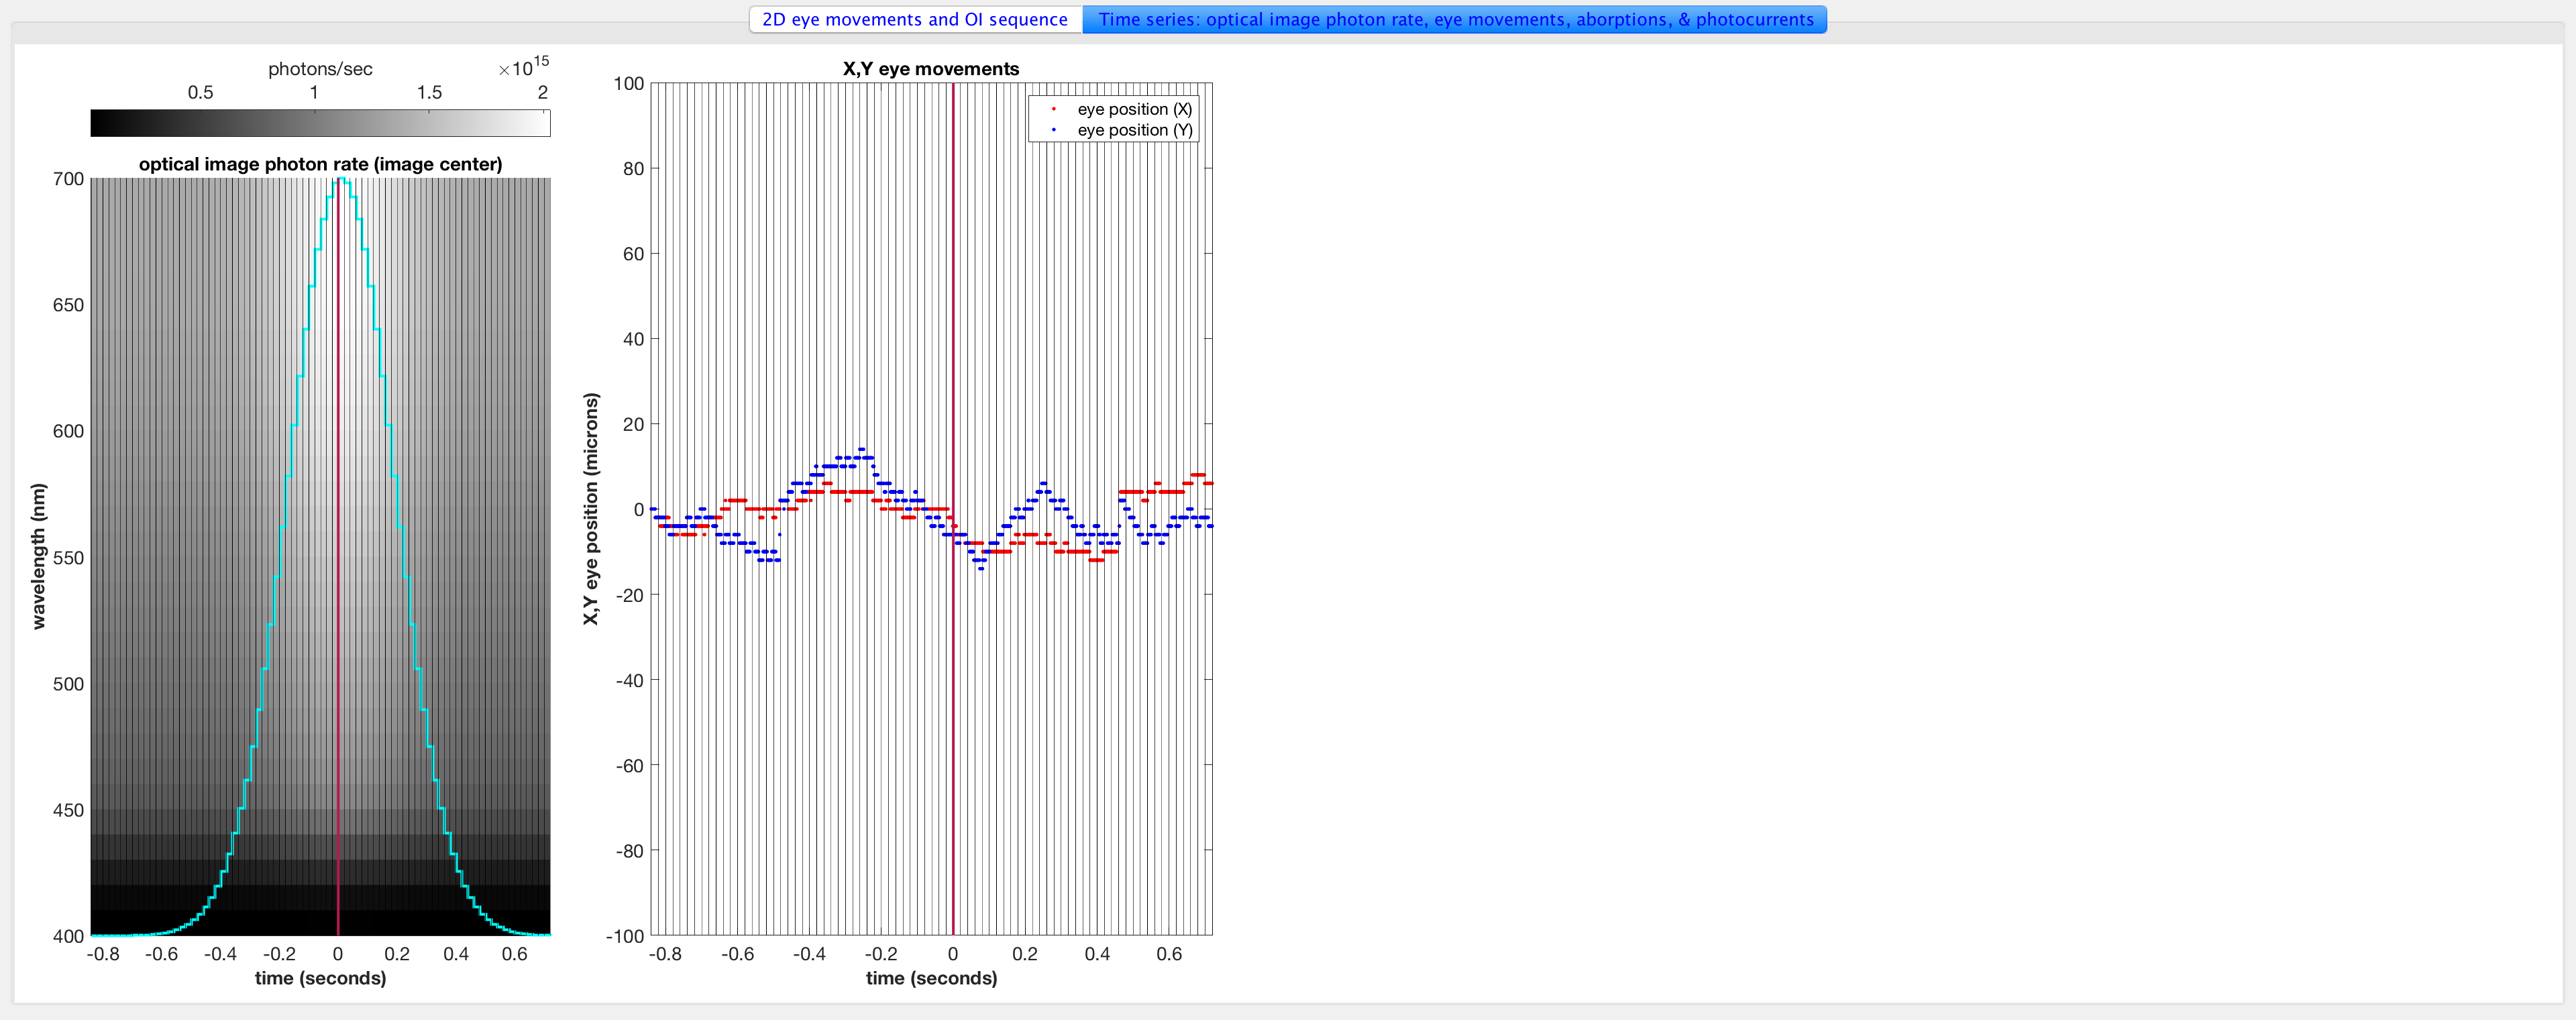 2D eye movements and OI sequence
Time series: optical image photon rate, eye movements, aborptions, & photocurrents
photons/sec
×10^15
0.5 1 1.5 2
optical image photon rate (image center)
700
650
600
550
500
450
400
wavelength (nm)
-0.8 -0.6 -0.4 -0.2 0 0.2 0.4 0.6
time (seconds)
X,Y eye movements
eye position (X)
eye position (Y)
100
80
60
40
20
0
-20
-40
-60
-80
-100
X,Y eye position (microns)
-0.8 -0.6 -0.4 -0.2 0 0.2 0.4 0.6
time (seconds)